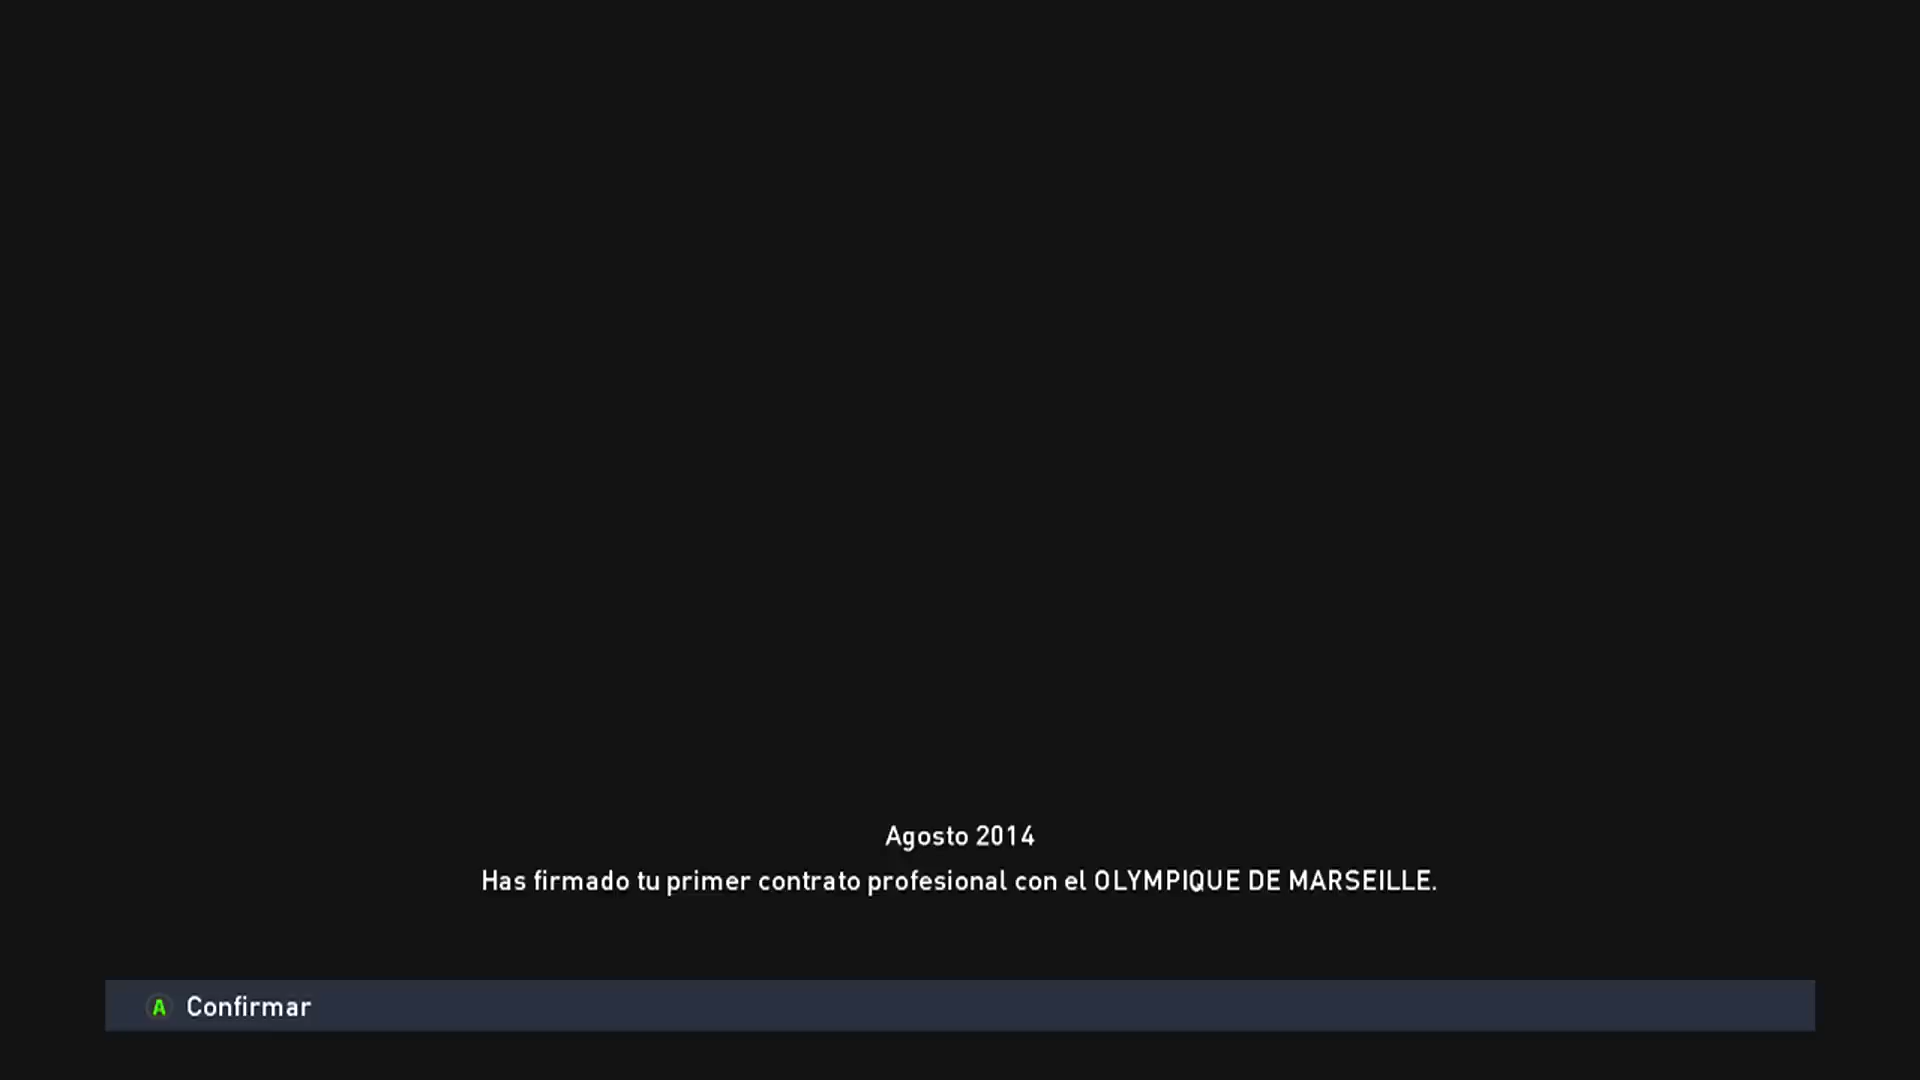 Agosto 2014
Has firmado tu primer contrato profesional con el OLYMPIQUE DE MARSEILLE.
A Confirmar